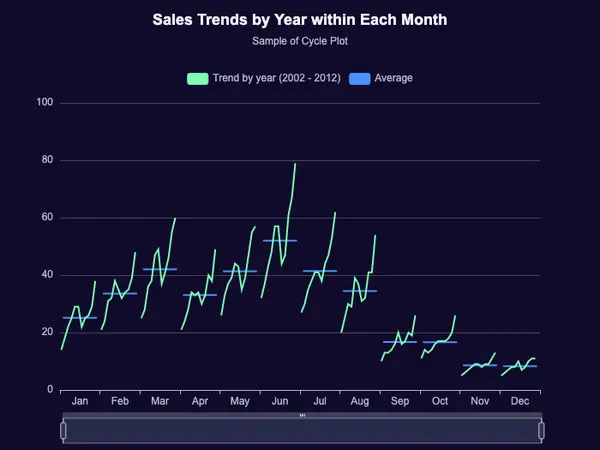 Sales Trends by Year within Each Month
Sample of Cycle Plot
Trend by year (2002 - 2012) Average
100
80
60
40
20
0
Jan Feb Mar Apr May Jun Jul Aug Sep Oct Nov Dec